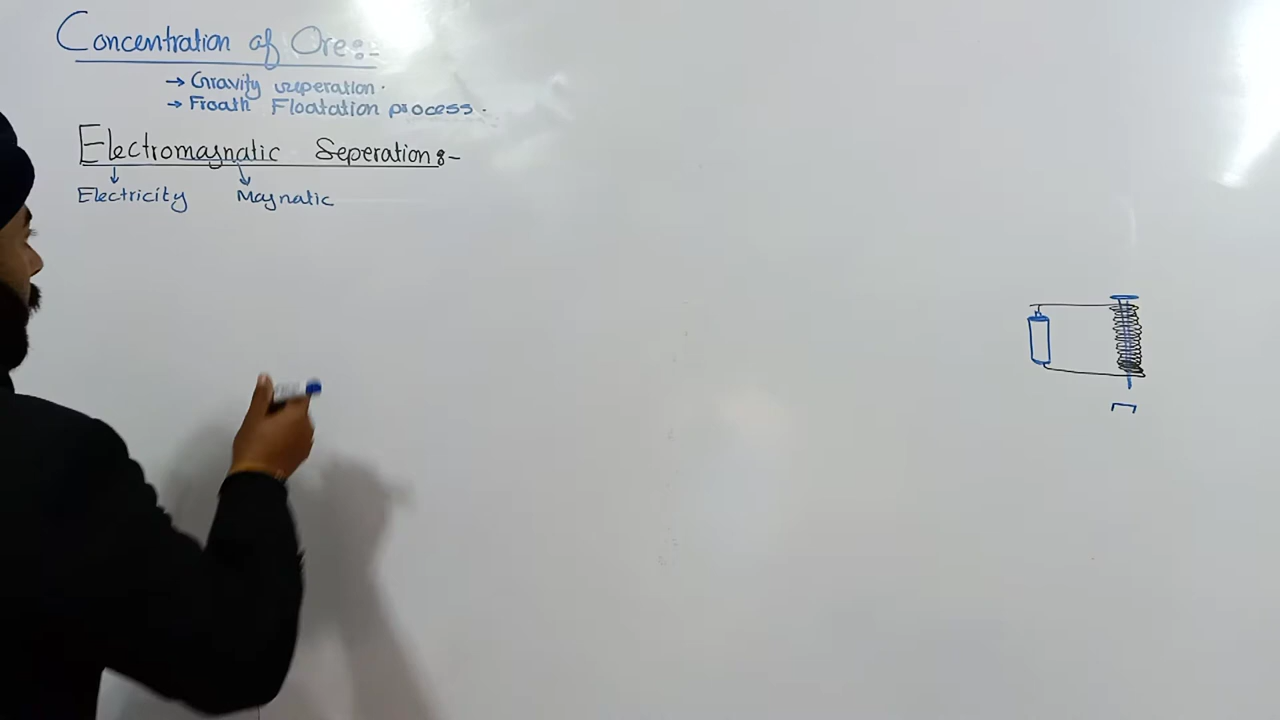 Concentration of Ore:-
→ Gravity seperation.
→ Froath Floatation process.
Electromagnatic Seperation:-
Electricity Magnatic